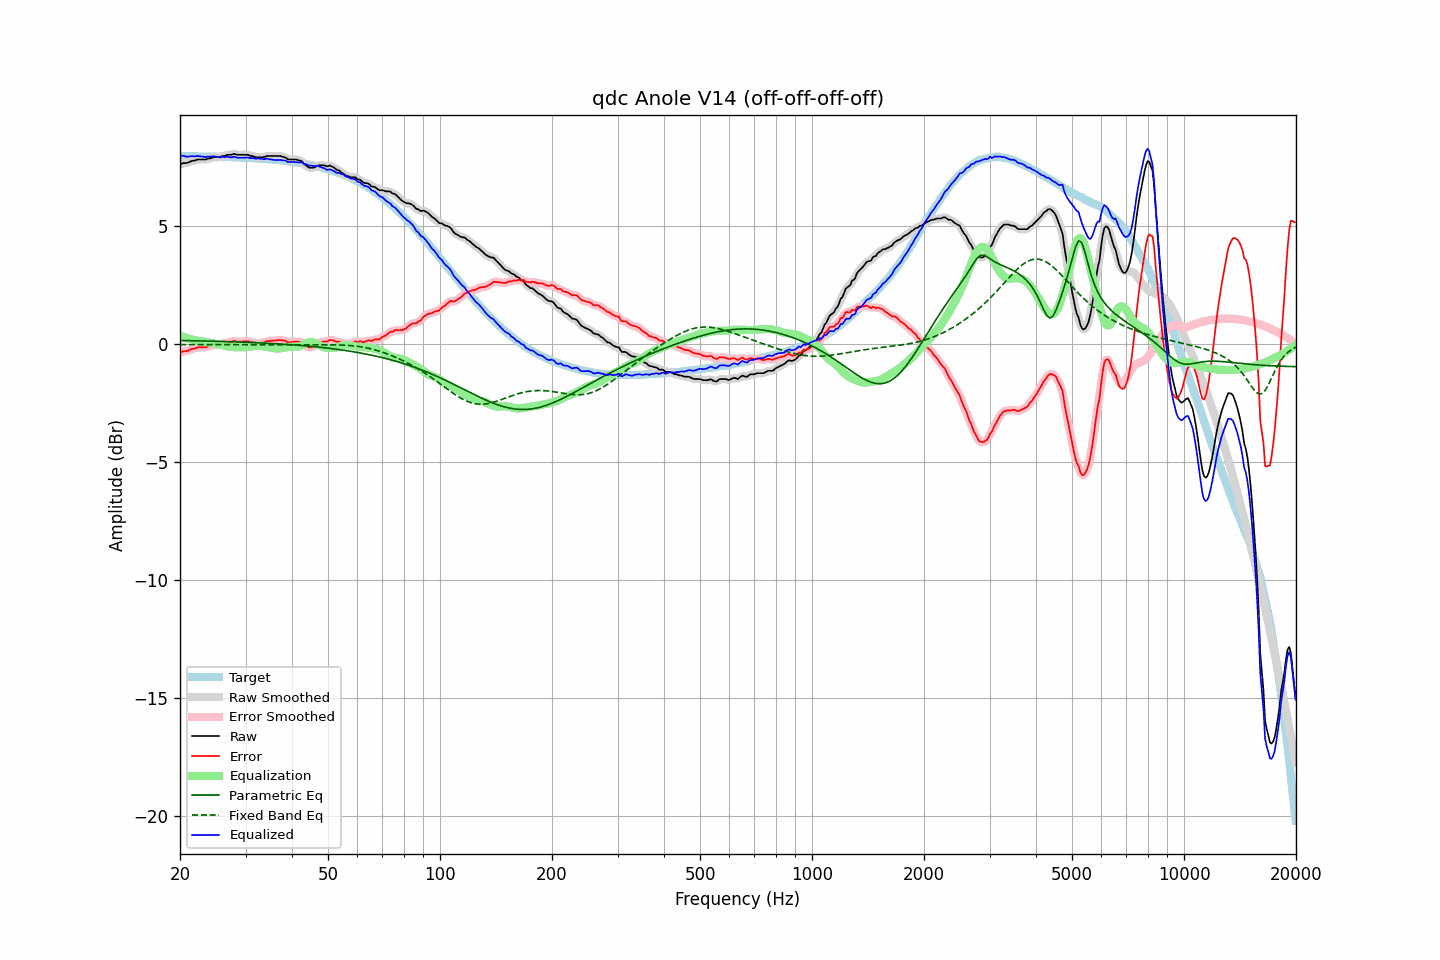 qdc Anole V14 (off-off-off-off)
Amplitude (dBr)
5
0
−5
−10
−15
−20
Target
Raw Smoothed
Error Smoothed
Raw
Error
Equalization
Parametric Eq
Fixed Band Eq
Equalized
20 50 100 200 500 1000 2000 5000 10000 20000
Frequency (Hz)